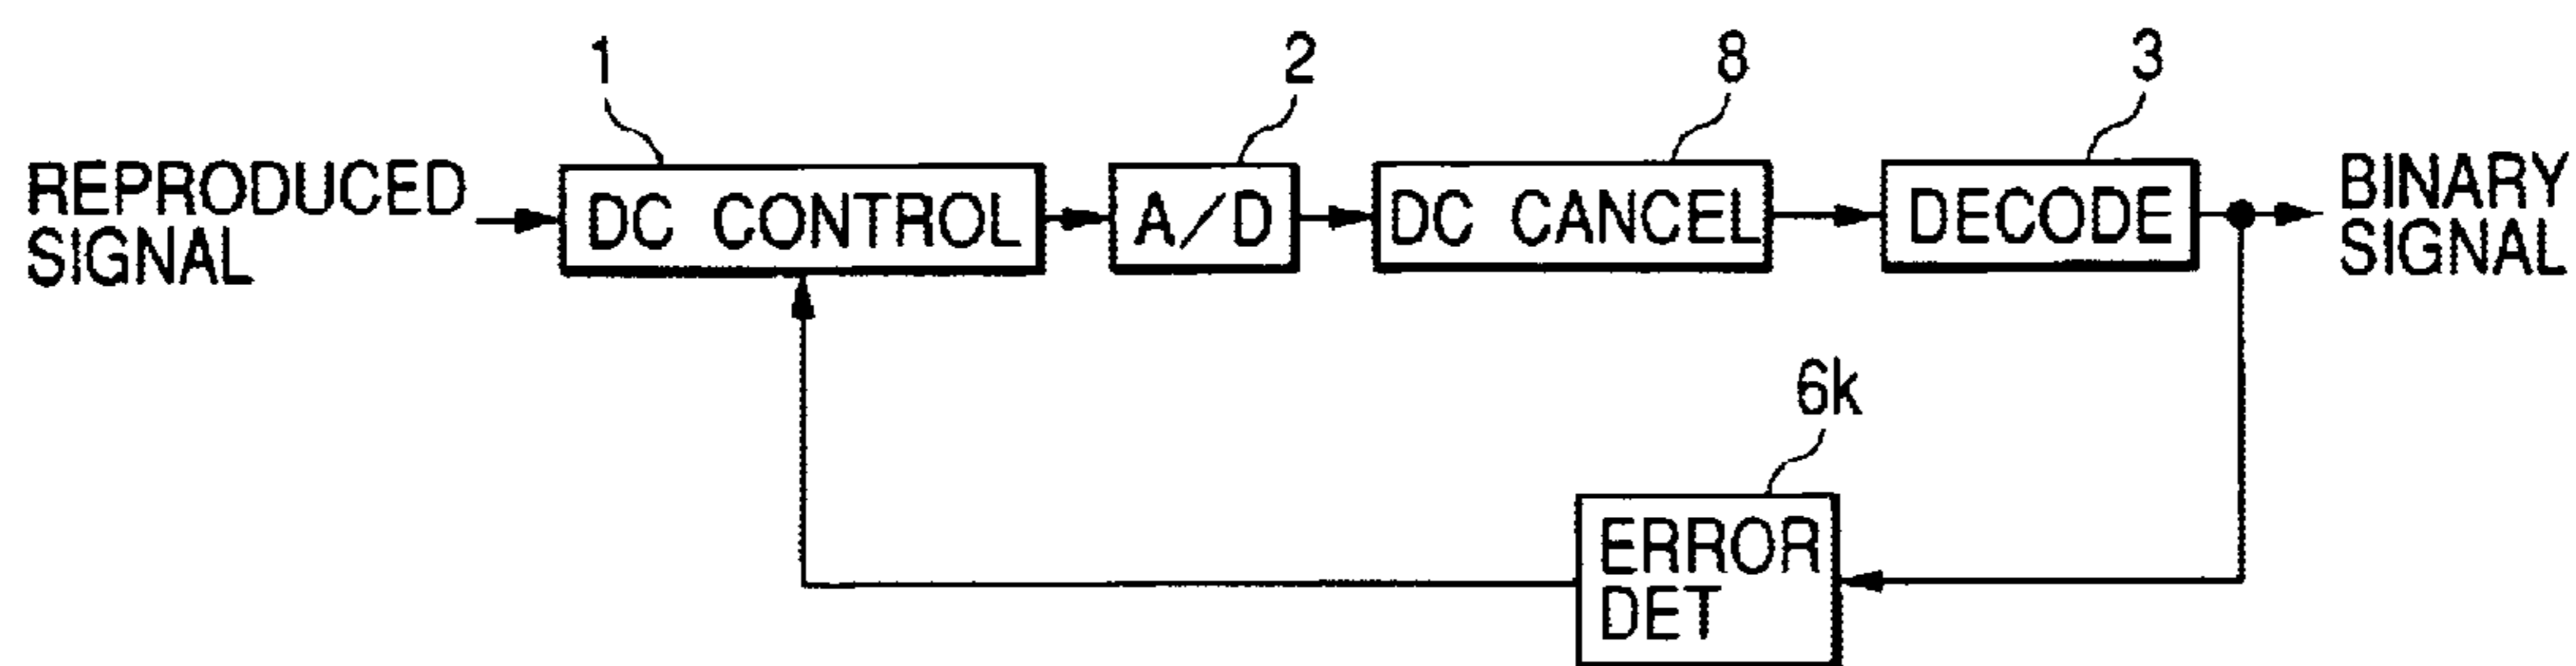 1
2
8
3
REPRODUCED
SIGNAL
DC CONTROL
A/D
DC CANCEL
DECODE
BINARY
SIGNAL
6k
ERROR
DET